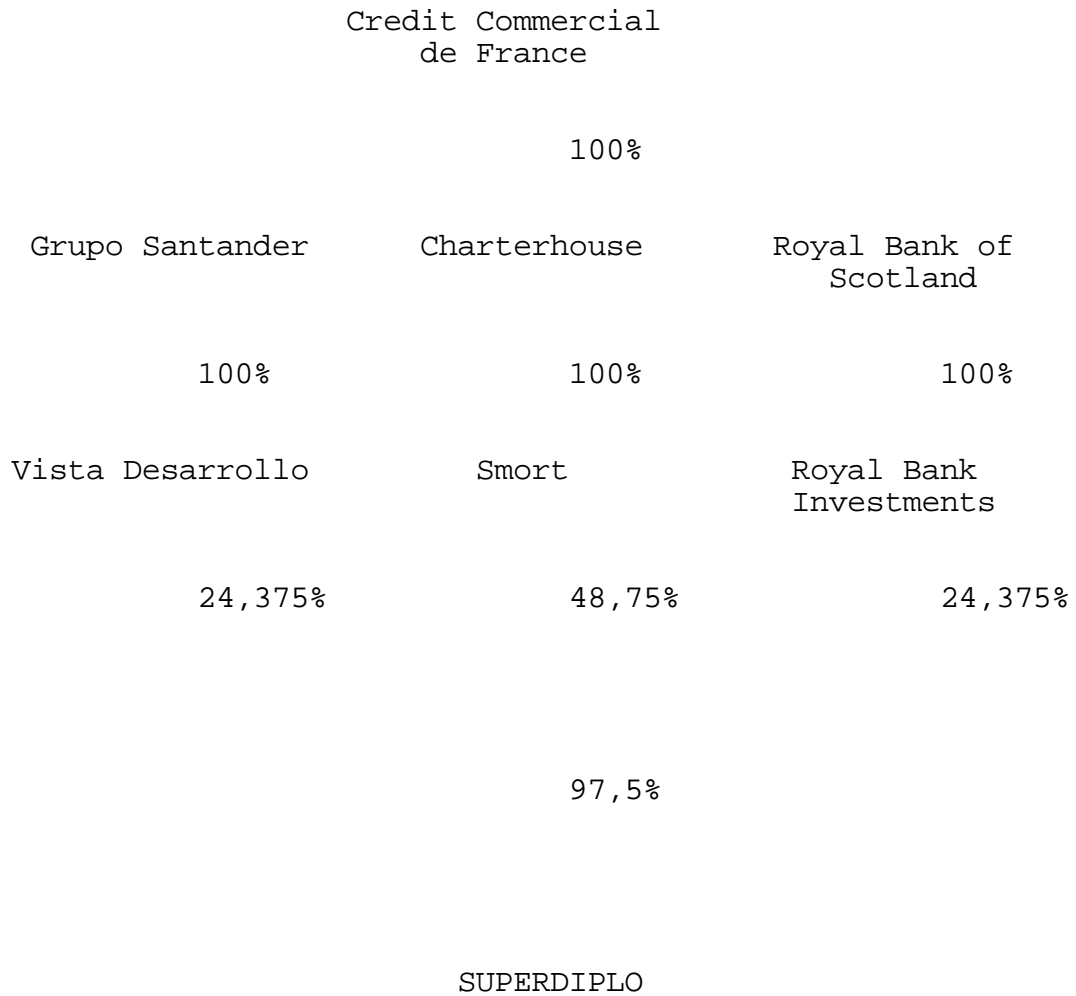 Credit Commercial
de France
100%
Grupo Santander Charterhouse Royal Bank of
Scotland
100% 100% 100%
Vista Desarrollo Smort Royal Bank
Investments
24,375% 48,75% 24,375%
97,5%
SUPERDIPLO